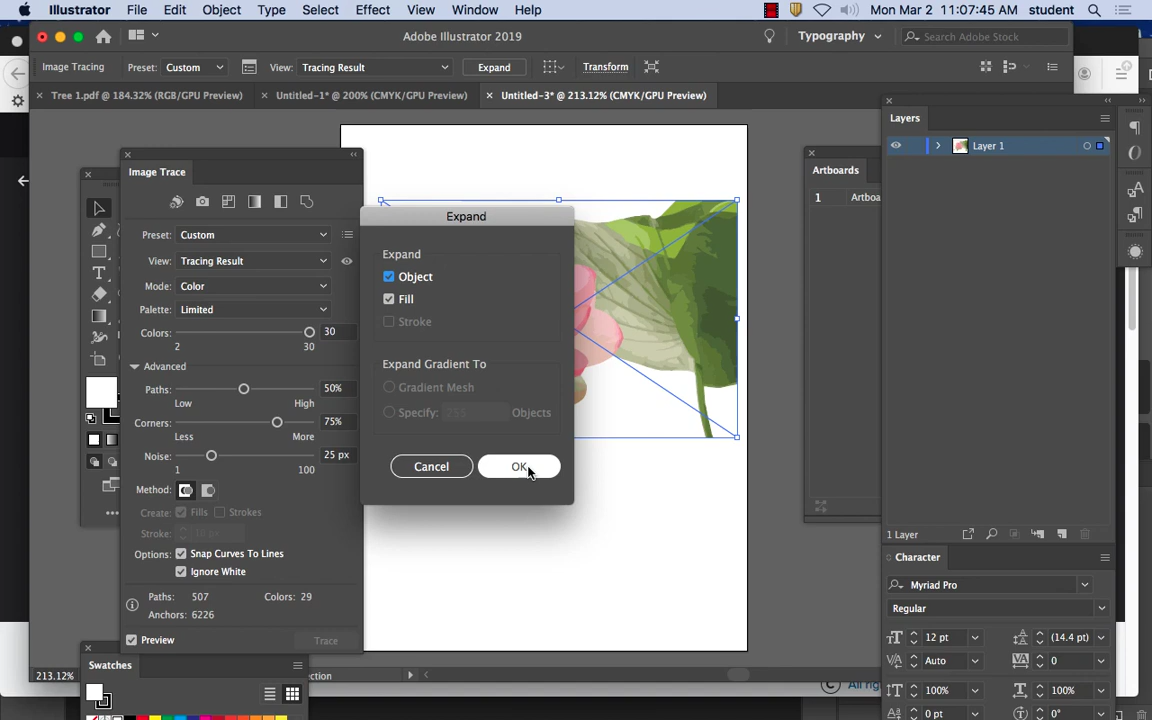 Illustrator File Edit Object Type Select Effect View Window Help Mon Mar 2 11:07:45 AM student
Adobe Illustrator 2019 Typography Search Adobe Stock
Image Tracing Preset: Custom View: Tracing Result Expand Transform
× Tree 1.pdf @ 184.32% (RGB/GPU Preview) × Untitled-1* @ 200% (CMYK/GPU Preview) × Untitled-3* @ 213.12% (CMYK/GPU Preview)
Layers
Layer 1
Artboards
1 Artboa
Image Trace
Preset: Custom
View: Tracing Result
Mode: Color
Palette: Limited
Colors: 30
2 30
Advanced
Paths: 50%
Low High
Corners: 75%
Less More
Noise: 25 px
1 100
Method:
Create: Fills Strokes
Stroke: 10 px
Options: Snap Curves To Lines
Ignore White
Paths: 507 Colors: 29
Anchors: 6226
Preview Trace
Expand
Expand
Object
Fill
Stroke
Expand Gradient To
Gradient Mesh
Specify: 255 Objects
Cancel OK
1 Layer
Character
Myriad Pro
Regular
12 pt (14.4 pt)
Auto 0
100% 100%
0 pt 0°
Swatches
213.12% ction
All rig